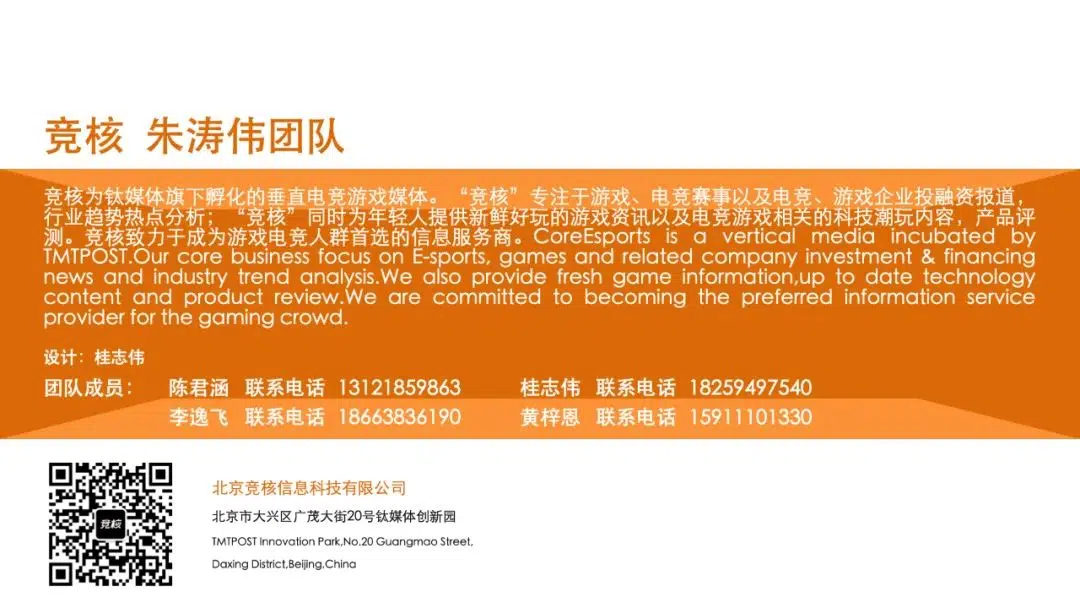 竞核 朱涛伟团队
竞核为钛媒体旗下孵化的垂直电竞游戏媒体。“竞核”专注于游戏、电竞赛事以及电竞、游戏企业投融资报道，
行业趋势热点分析；“竞核”同时为年轻人提供新鲜好玩的游戏资讯以及电竞游戏相关的科技潮玩内容，产品评
测。竞核致力于成为游戏电竞人群首选的信息服务商。CoreEsports is a vertical media incubated by
TMTPOST.Our core business focus on E-sports, games and related company investment & financing
news and industry trend analysis.We also provide fresh game information,up to date technology
content and product review.We are committed to becoming the preferred information service
provider for the gaming crowd.
设计：桂志伟
团队成员： 陈君涵 联系电话 13121859863 桂志伟 联系电话 18259497540
李逸飞 联系电话 18663836190 黄梓恩 联系电话 15911101330
竞核
北京竞核信息科技有限公司
北京市大兴区广茂大街20号钛媒体创新园
TMTPOST Innovation Park,No.20 Guangmao Street,
Daxing District,Beijing,China